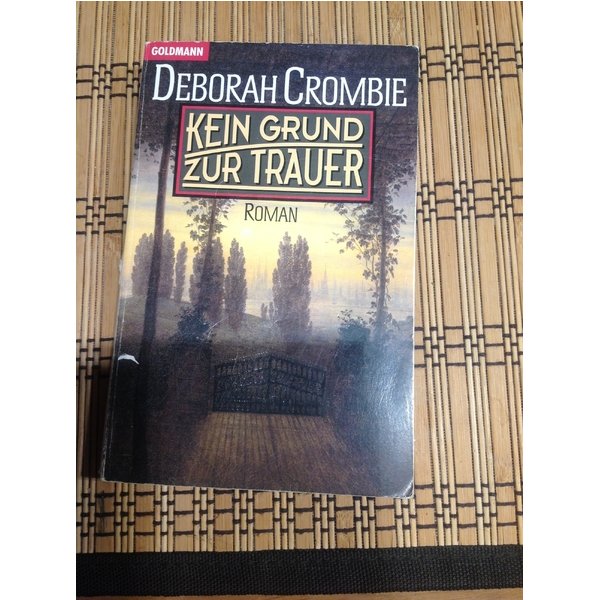 GOLDMANN
DEBORAH CROMBIE
KEIN GRUND
ZUR TRAUER
ROMAN